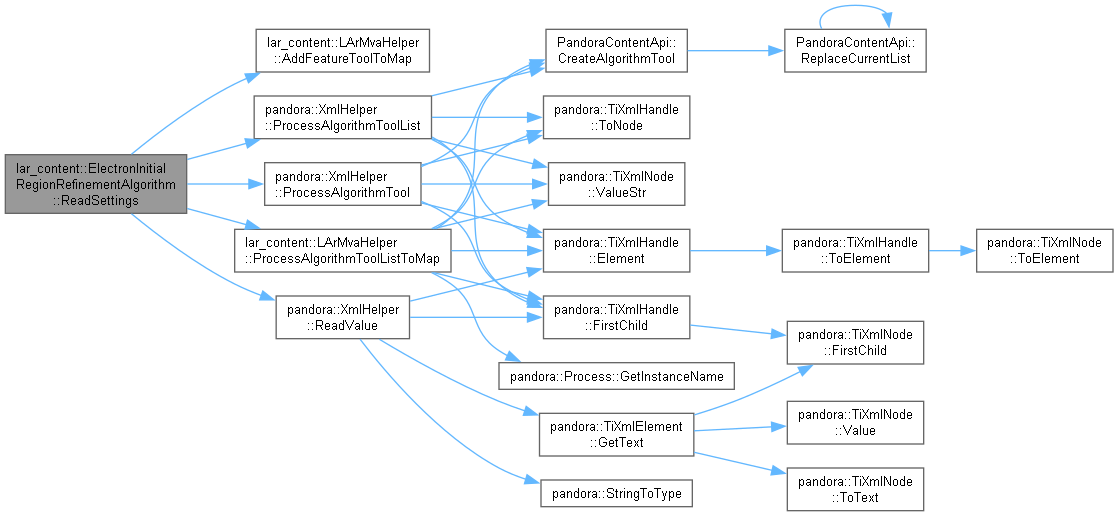 lar_content::ElectronInitial
RegionRefinementAlgorithm
::ReadSettings
lar_content::LArMvaHelper
::AddFeatureToolToMap
pandora::XmlHelper
::ProcessAlgorithmToolList
pandora::XmlHelper
::ProcessAlgorithmTool
lar_content::LArMvaHelper
::ProcessAlgorithmToolListToMap
pandora::XmlHelper
::ReadValue
PandoraContentApi::
CreateAlgorithmTool
pandora::TiXmlHandle
::ToNode
pandora::TiXmlNode
::ValueStr
pandora::TiXmlHandle
::Element
pandora::TiXmlHandle
::FirstChild
pandora::Process::GetInstanceName
pandora::TiXmlElement
::GetText
pandora::StringToType
PandoraContentApi::
ReplaceCurrentList
pandora::TiXmlHandle
::ToElement
pandora::TiXmlNode
::FirstChild
pandora::TiXmlNode
::Value
pandora::TiXmlNode
::ToText
pandora::TiXmlNode
::ToElement